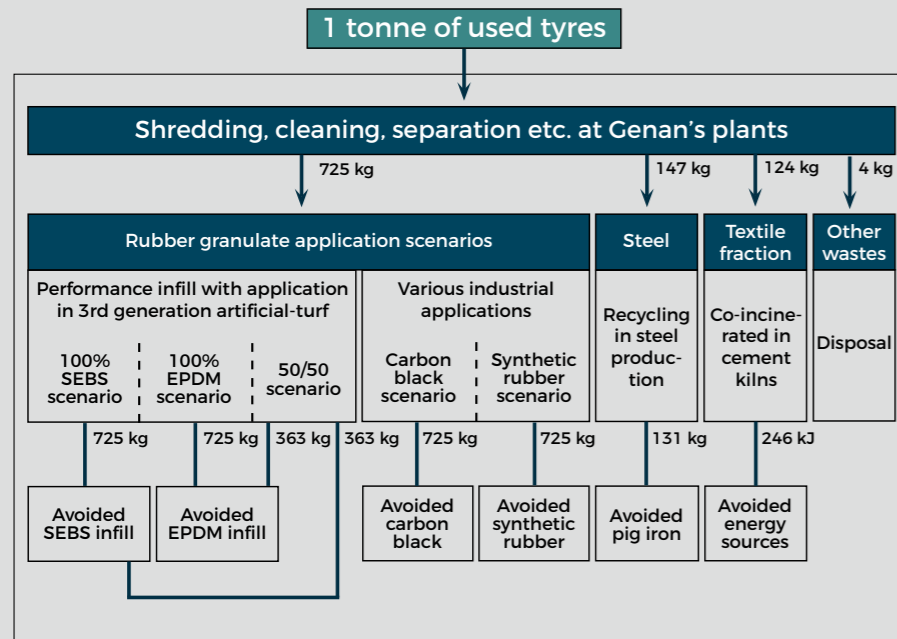 1 tonne of used tyres
Shredding, cleaning, separation etc. at Genan's plants
725 kg
147 kg
124 kg
4 kg
Rubber granulate application scenarios
Steel
Textile
fraction
Other
wastes
Performance infill with application
in 3rd generation artificial-turf
100%
SEBS
scenario
100%
EPDM
scenario
50/50
scenario
Various industrial
applications
Carbon
black
scenario
Synthetic
rubber
scenario
Recycling
in steel
produc-
tion
Co-incine-
rated in
cement
kilns
Disposal
725 kg
725 kg
363 kg
363 kg
725 kg
725 kg
131 kg
246 kJ
Avoided
SEBS infill
Avoided
EPDM infill
Avoided
carbon
black
Avoided
synthetic
rubber
Avoided
pig iron
Avoided
energy
sources